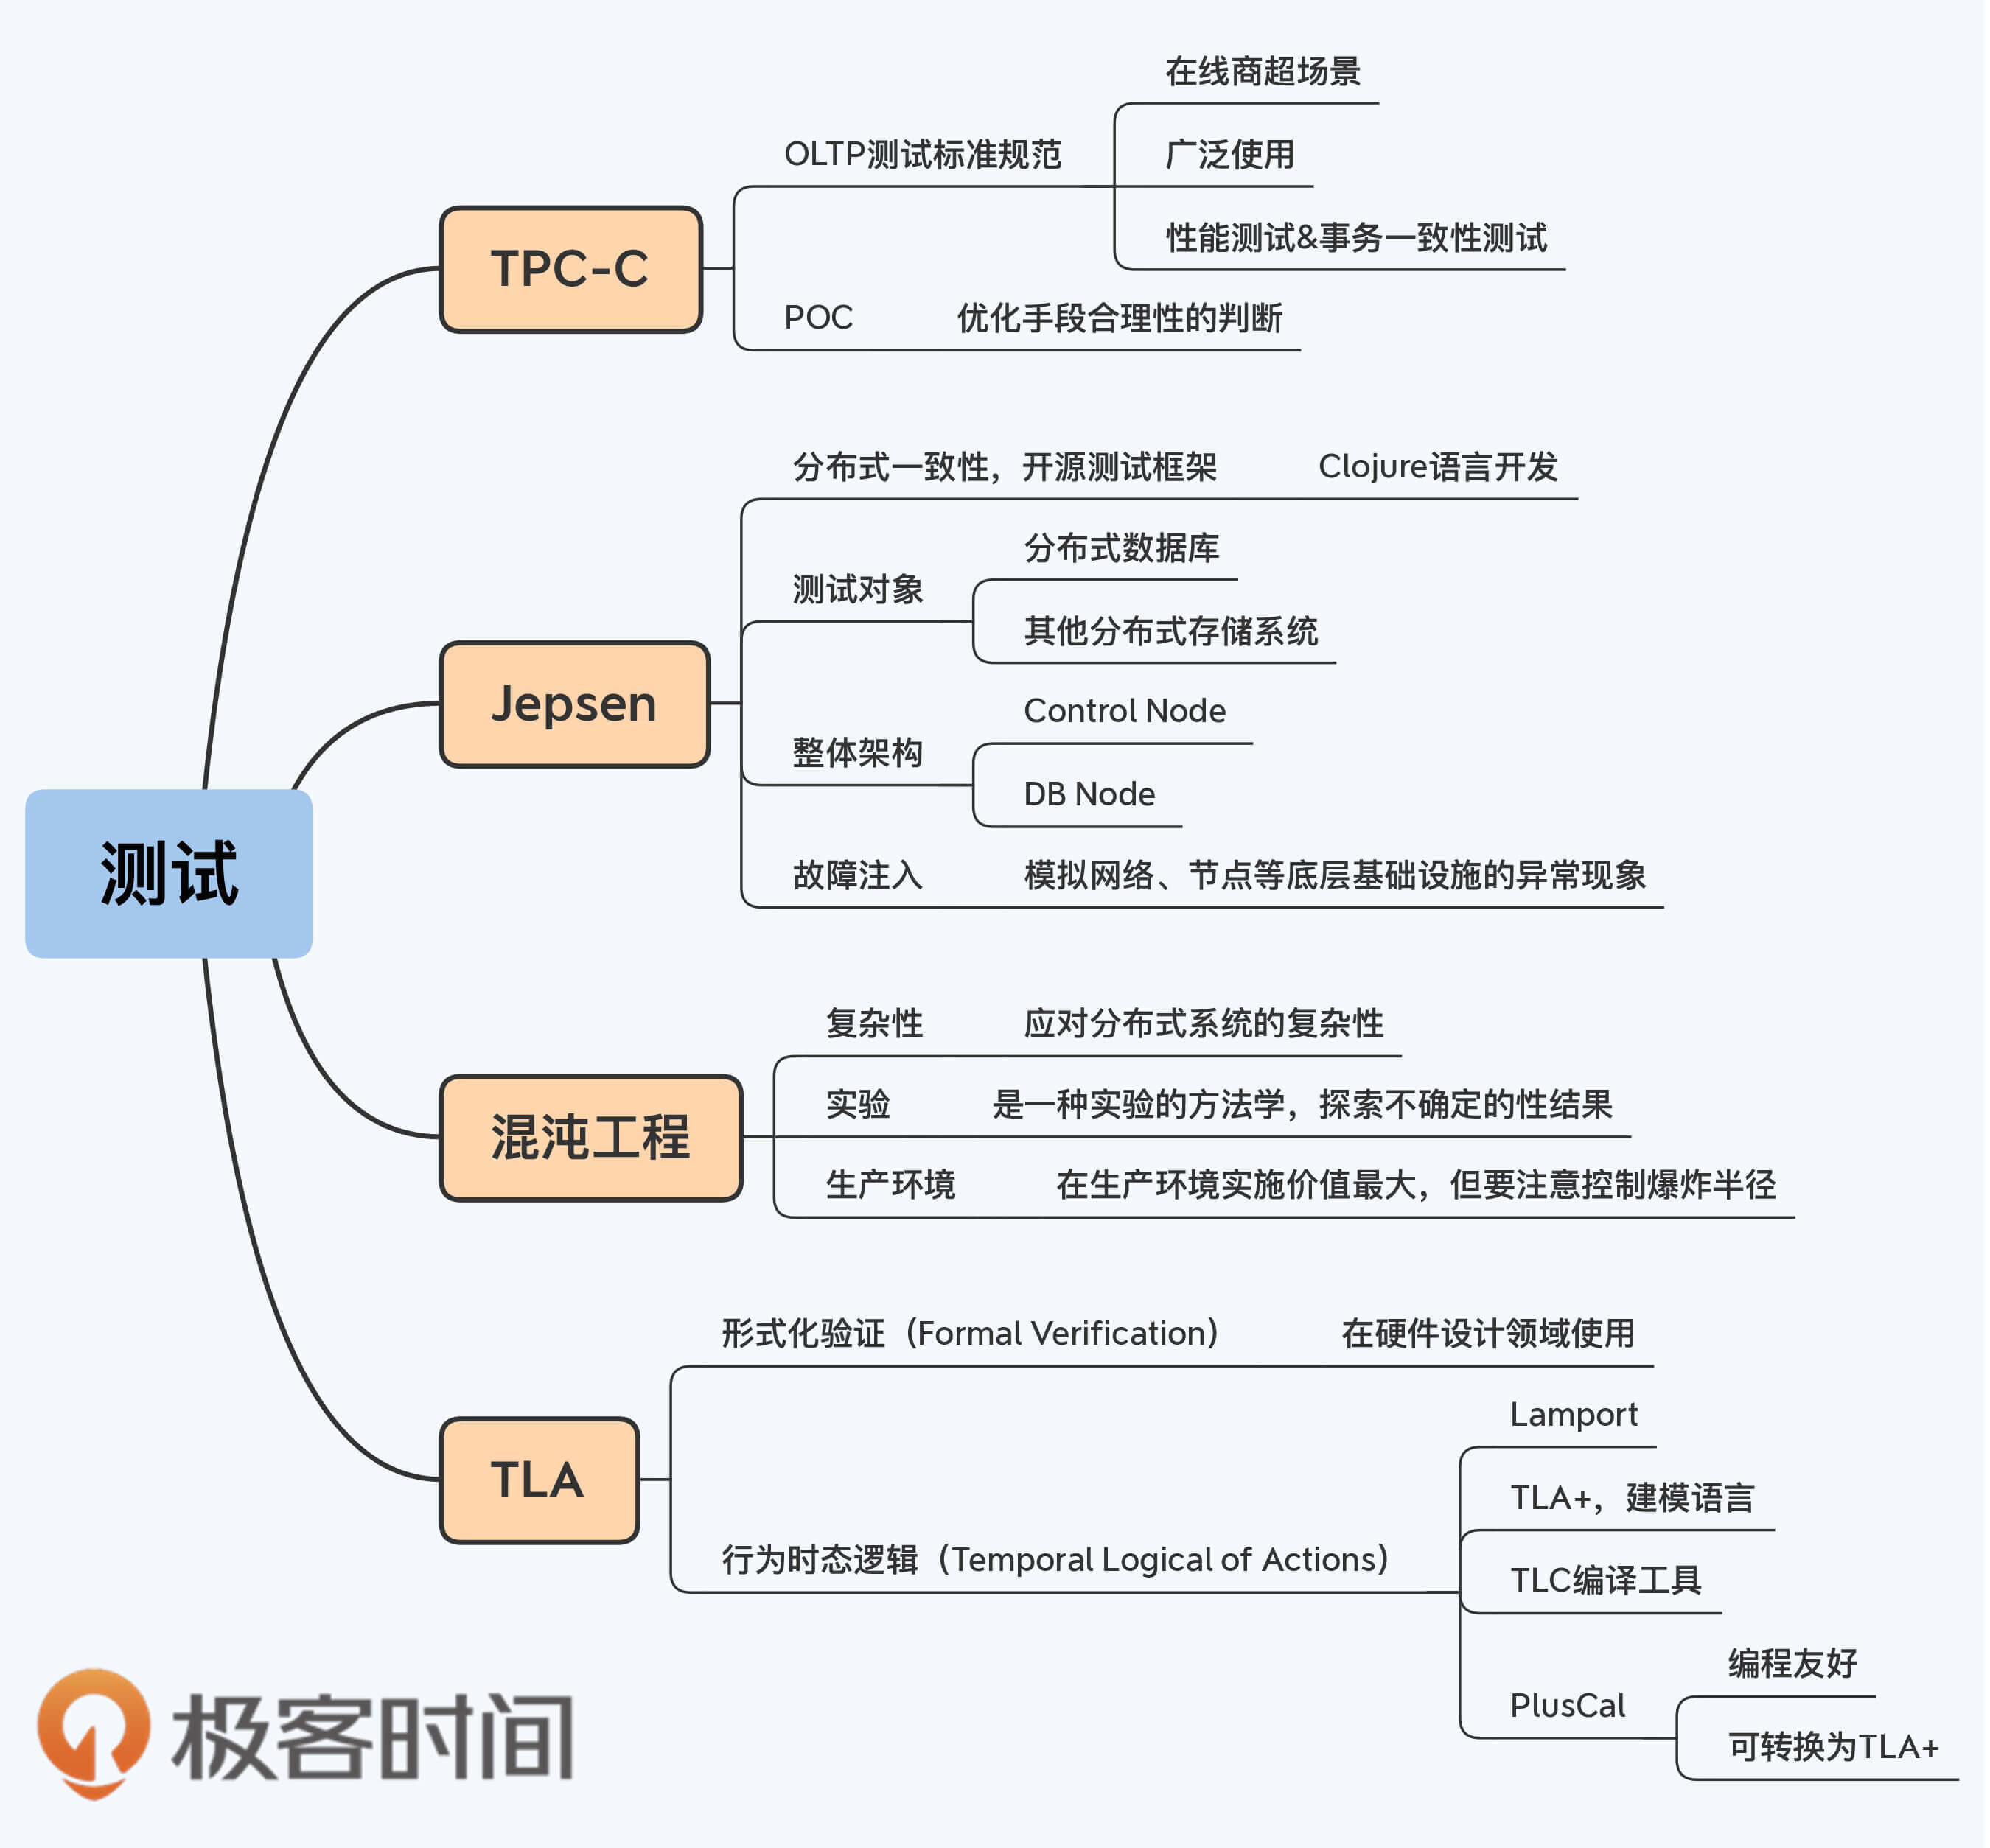 测试
TPC-C
OLTP测试标准规范
在线商超场景
广泛使用
性能测试&事务一致性测试
POC
优化手段合理性的判断
Jepsen
分布式一致性，开源测试框架
Clojure语言开发
测试对象
分布式数据库
其他分布式存储系统
整体架构
Control Node
DB Node
故障注入
模拟网络、节点等底层基础设施的异常现象
混沌工程
复杂性
应对分布式系统的复杂性
实验
是一种实验的方法学，探索不确定的性结果
生产环境
在生产环境实施价值最大，但要注意控制爆炸半径
TLA
形式化验证（Formal Verification）
在硬件设计领域使用
行为时态逻辑（Temporal Logical of Actions）
Lamport
TLA+，建模语言
TLC编译工具
PlusCal
编程友好
可转换为TLA+
极客时间